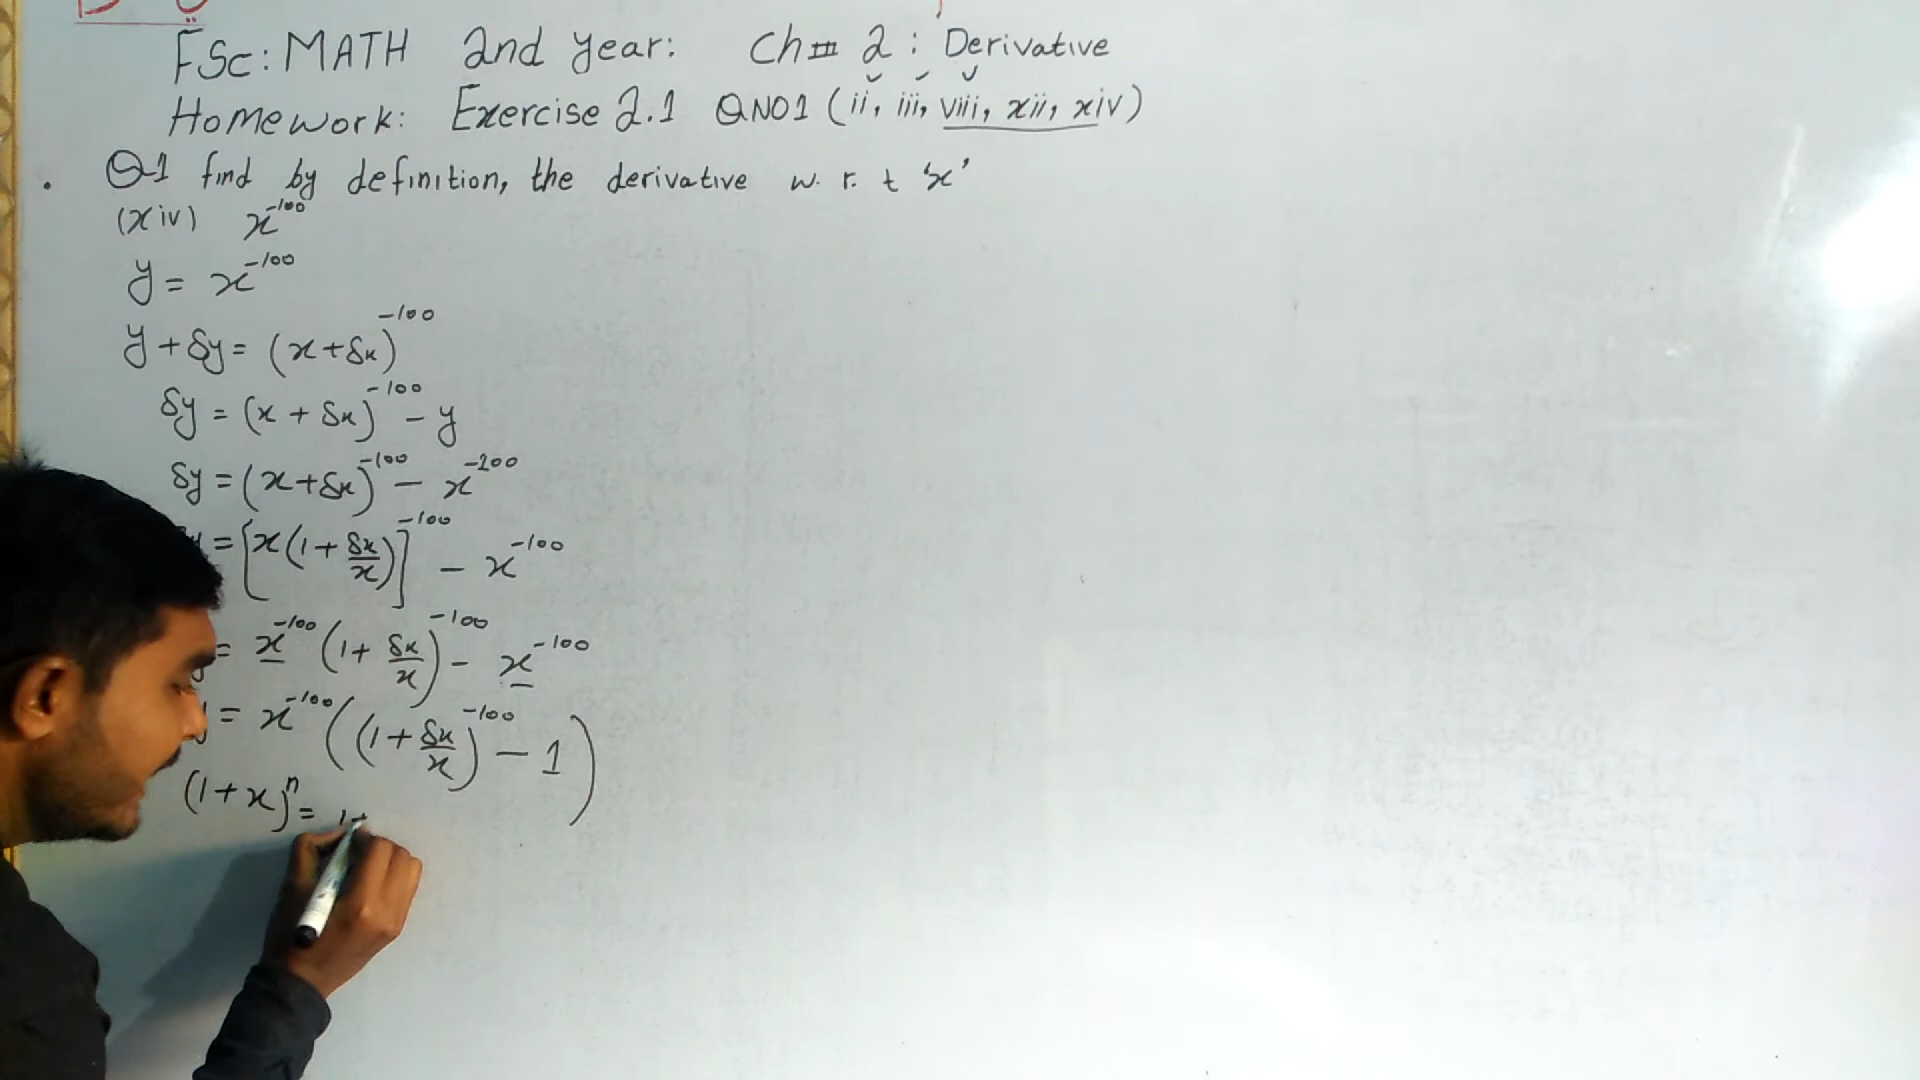 FSc: MATH 2nd year: Ch# 2 : Derivative
Homework: Exercise 2.1 QNO1 (ii, iii, viii, xii, xiv)
Q1 find by definition, the derivative w. r. t 'x'
(xiv) x^-100
y = x^-100
y + δy = (x+δx)^-100
δy = (x + δx)^-100 - y
δy = (x+δx)^-100 - x^-200
= [x(1+δx/x)]^-100 - x^-100
= x^-100 (1+δx/x)^-100 - x^-100
= x^-100 ((1+δx/x)^-100 - 1)
(1+x)^n = 1+